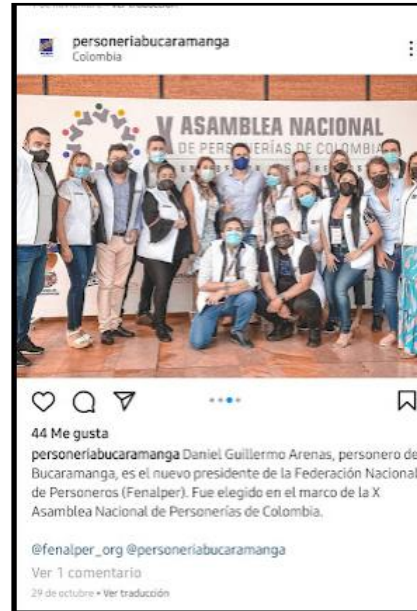 personeriabucaramanga
Colombia
X ASAMBLEA NACIONAL
DE PERSONERÍAS DE COLOMBIA
44 Me gusta
personeriabucaramanga Daniel Guillermo Arenas, personero de
Bucaramanga, es el nuevo presidente de la Federación Nacional
de Personeros (Fenalper). Fue elegido en el marco de la X
Asamblea Nacional de Personerías de Colombia.
@fenalper_org @personeriabucaramanga
Ver 1 comentario
29 de octubre • Ver traducción